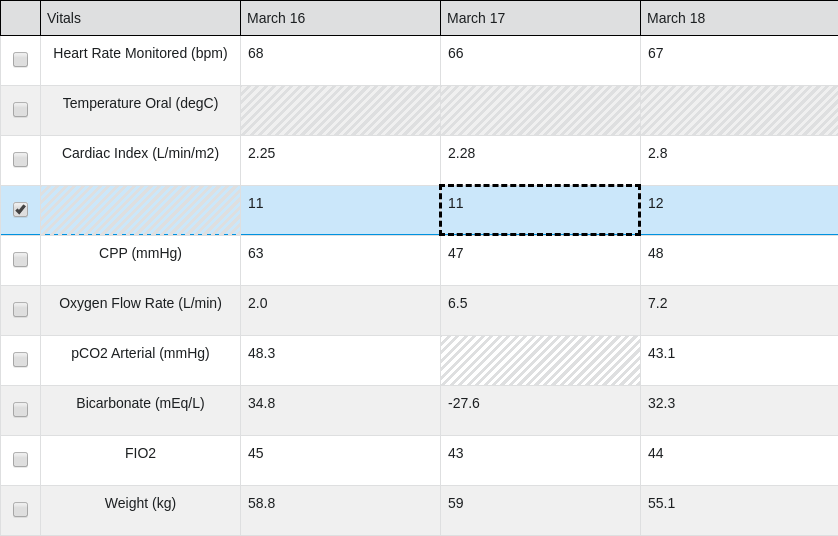 Vitals March 16 March 17 March 18
Heart Rate Monitored (bpm) 68 66 67
Temperature Oral (degC)
Cardiac Index (L/min/m2) 2.25 2.28 2.8
11 11 12
CPP (mmHg) 63 47 48
Oxygen Flow Rate (L/min) 2.0 6.5 7.2
pCO2 Arterial (mmHg) 48.3 43.1
Bicarbonate (mEq/L) 34.8 -27.6 32.3
FIO2 45 43 44
Weight (kg) 58.8 59 55.1